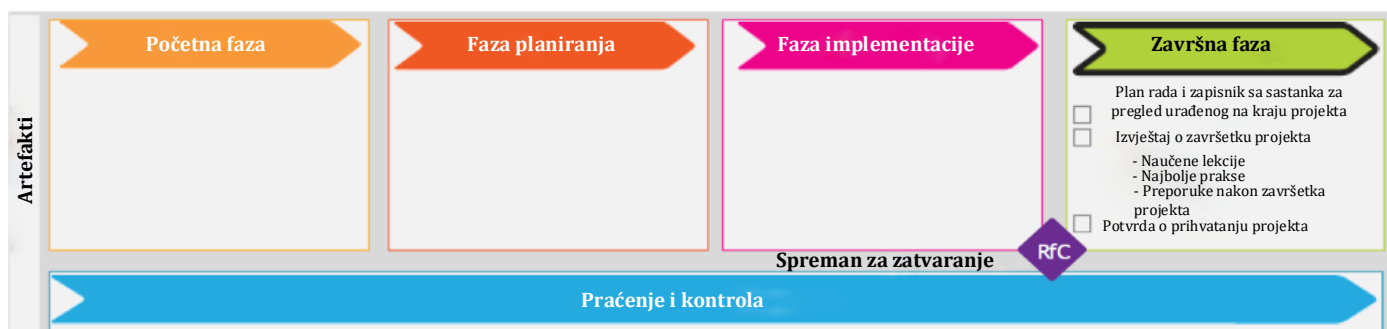 Početna faza
Faza planiranja
Faza implementacije
Završna faza
Artefakti
Plan rada i zapisnik sa sastanka za
pregled urađenog na kraju projekta
Izvještaj o završetku projekta
- Naučene lekcije
- Najbolje prakse
- Preporuke nakon završetka
projekta
Potvrda o prihvatanju projekta
Spreman za zatvaranje
RfC
Praćenje i kontrola